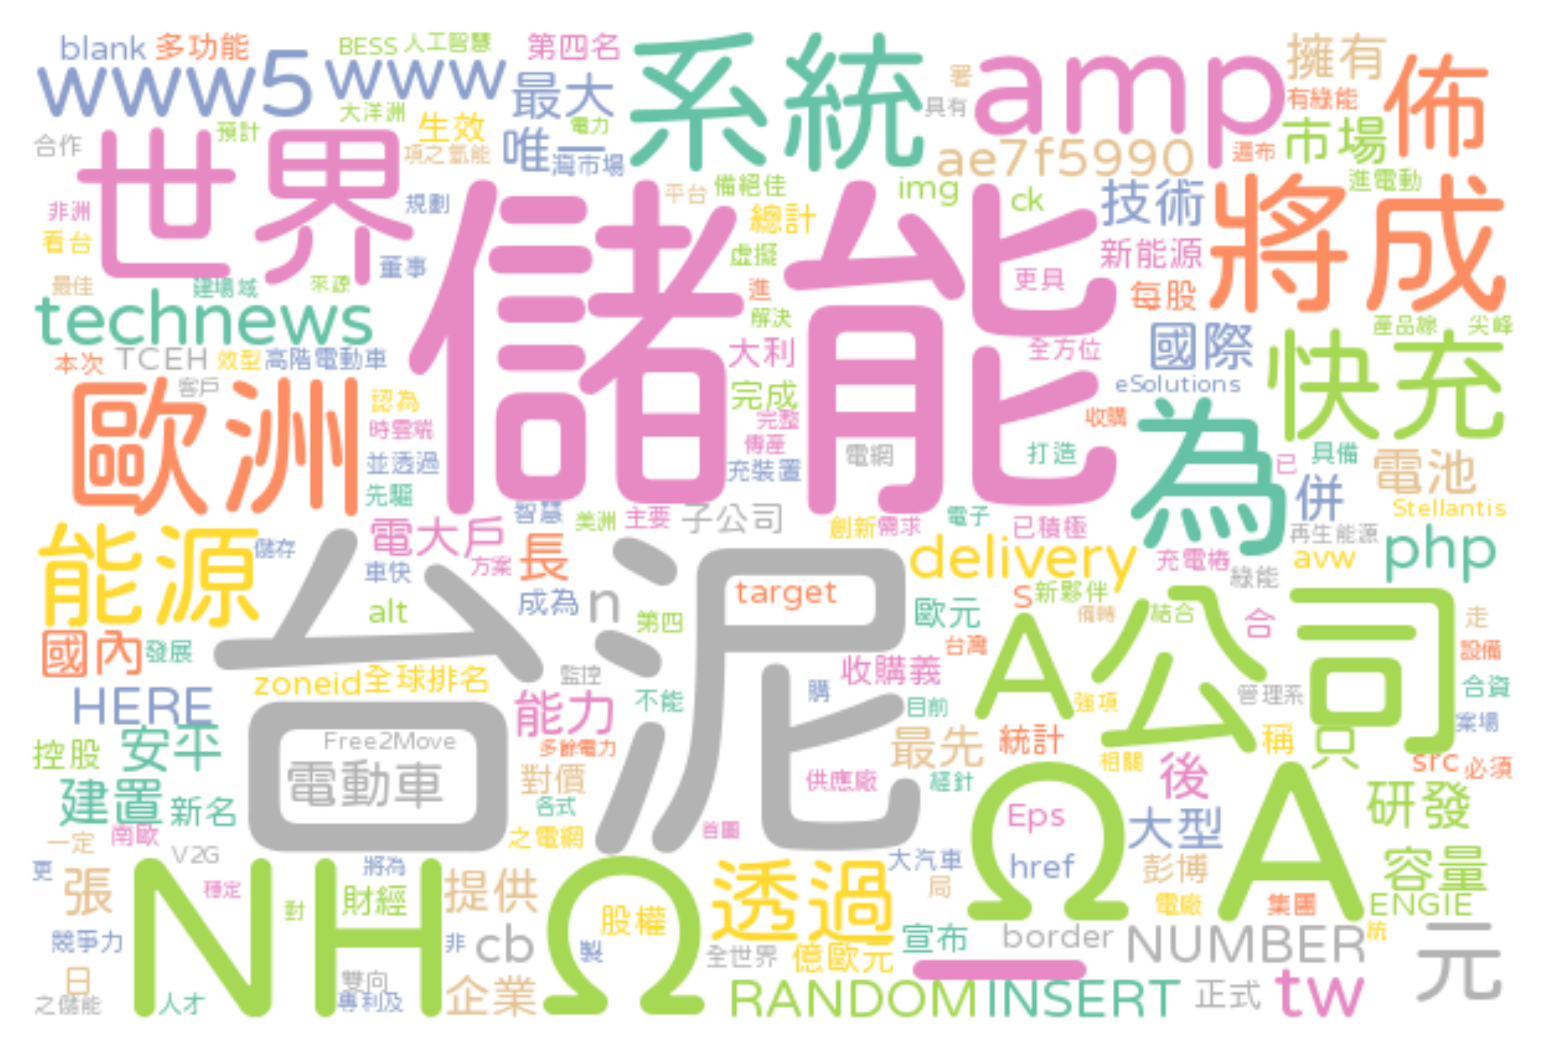 blank 多功能 BESS 人工智慧 第四名 系統 amp 擁有 佈
www5 www 最大 署 具有 有綠能
大洋洲 電力 市場
合作 預計 生效 項之氫能 唯一 灣市場 ae7f5990 遍布
世界 儲能 平台 備絕佳 img ck 技術 進電動 將成
非洲 規劃 總計
看台 董事 虛擬 新能源
最佳 建場域 來源 進 更具 每股
technews 解決 產品線 尖峰
本次 TCEH 效型 高階電動車 大利 全方位 國際 快充
客戶 完成 eSolutions
歐洲 認為 完整 收購 為
時雲端 傳產
並透過 充裝置 電網 打造 已 具備 電池
先驅 併 Stellantis
智慧 美洲 主要 子公司 創新 需求 電子 已積極 再生能源
能源 儲存 電大戶 長 delivery 充電樁 avw php
車快 方案 綠能
台泥 alt 成為 n target 歐元 s 新夥伴 備轉 結合 合 走
第四 A 公司
國內 發展 台灣 設備
zoneid 全球排名 監控 收購義 管理系 合資
HERE 能力 不能 購 目前 強項 案場
控股 安平 Free2Move 多餘電力 最先 統計 稱 只
電動車 對價 供應廠 經針 相關 後 src 必須
建置 新名 各式 Eps 研發
一定 南歐 之電網 首圖 Ω 大型 A
更 V2G 將為 大汽車 href 彭博 容量
張 穩定 財經 提供 透過 局 電廠 集團 ENGIE
NH 對 Ω 股權
競爭力 非 cb 製 全世界 億歐元 宣布 border NUMBER 統 元
日 雙向 企業 一
之儲能 人才 專利及 RANDOM INSERT 正式 tw